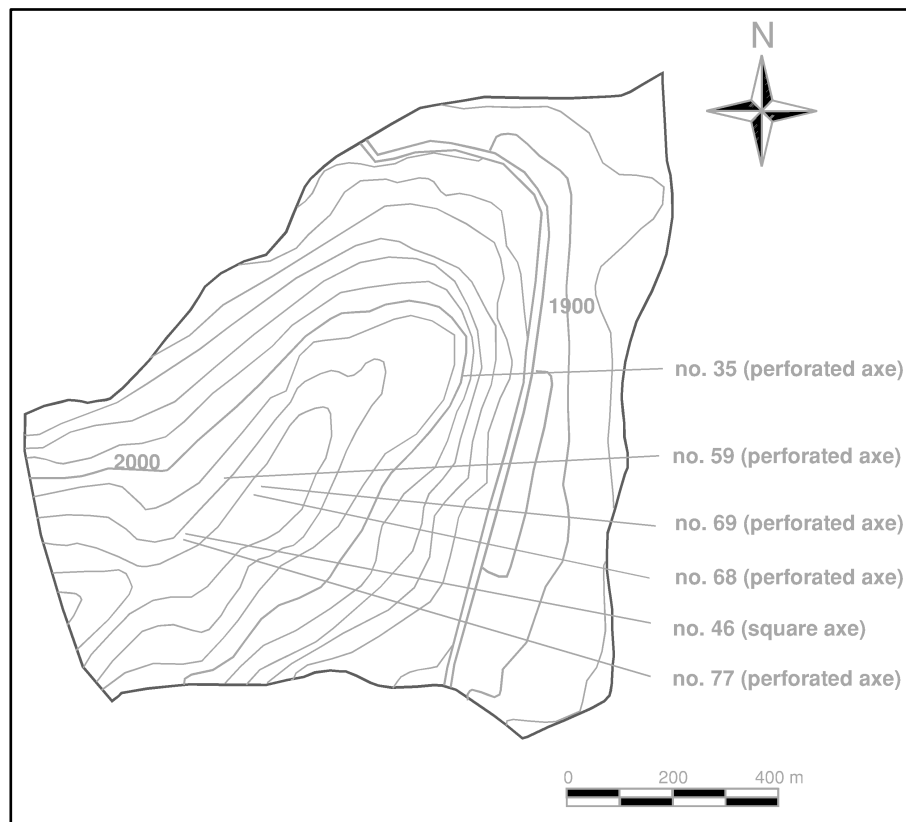 N
1900
no. 35 (perforated axe)
2000
no. 59 (perforated axe)
no. 69 (perforated axe)
no. 68 (perforated axe)
no. 46 (square axe)
no. 77 (perforated axe)
0 200 400 m